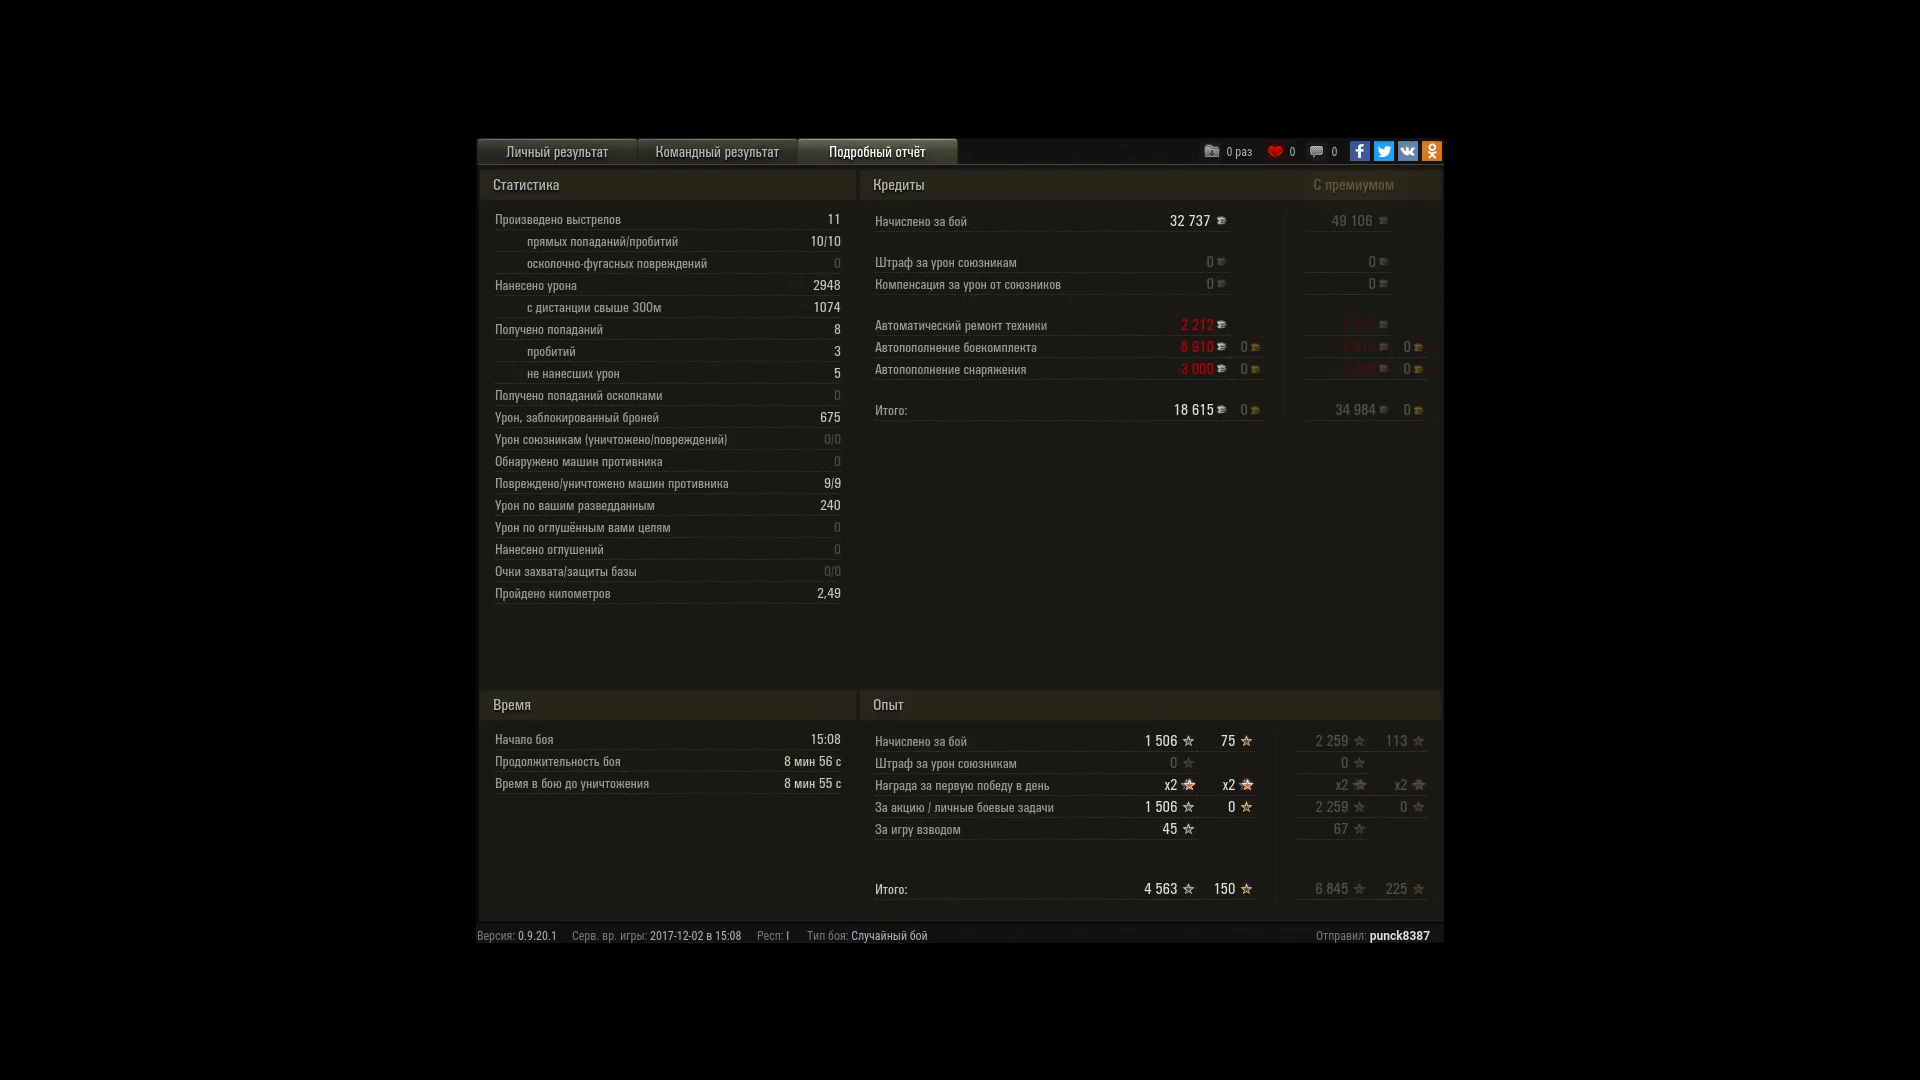 Личный результат Командный результат Подробный отчёт 0 раз 0 0
Статистика
Произведено выстрелов 11
прямых попаданий/пробитий 10/10
осколочно-фугасных повреждений 0
Нанесено урона 2948
с дистанции свыше 300м 1074
Получено попаданий 8
пробитий 3
не нанесших урон 5
Получено попаданий осколками 0
Урон, заблокированный броней 675
Урон союзникам (уничтожено/повреждений) 0/0
Обнаружено машин противника 0
Повреждено/уничтожено машин противника 9/9
Урон по вашим разведданным 240
Урон по оглушённым вами целям 0
Нанесено оглушений 0
Очки захвата/защиты базы 0/0
Пройдено километров 2,49
Кредиты С премиумом
Начислено за бой 32 737 49 106
Штраф за урон союзникам 0 0
Компенсация за урон от союзников 0 0
Автоматический ремонт техники -2 212
Автопополнение боекомплекта -8 910 0 0
Автопополнение снаряжения -3 000 0 0
Итого: 18 615 0 34 984 0
Время
Начало боя 15:08
Продолжительность боя 8 мин 56 с
Время в бою до уничтожения 8 мин 55 с
Опыт
Начислено за бой 1 506 75 2 259 113
Штраф за урон союзникам 0 0
Награда за первую победу в день x2 x2 x2 x2
За акцию / личные боевые задачи 1 506 0 2 259 0
За игру взводом 45 67
Итого: 4 563 150 6 845 225
Версия: 0.9.20.1 Серв. вр. игры: 2017-12-02 в 15:08 Респ: I Тип боя: Случайный бой Отправил: punck8387